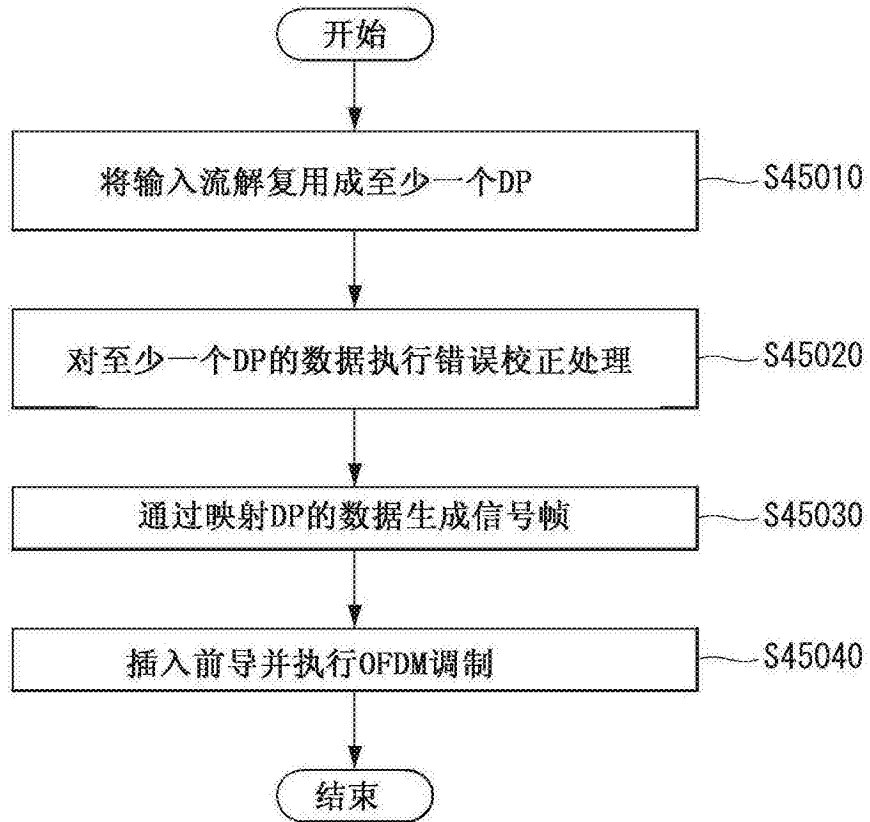 开始
将输入流解复用成至少一个DP
S45010
对至少一个DP的数据执行错误校正处理
S45020
通过映射DP的数据生成信号帧
S45030
插入前导并执行OFDM调制
S45040
结束